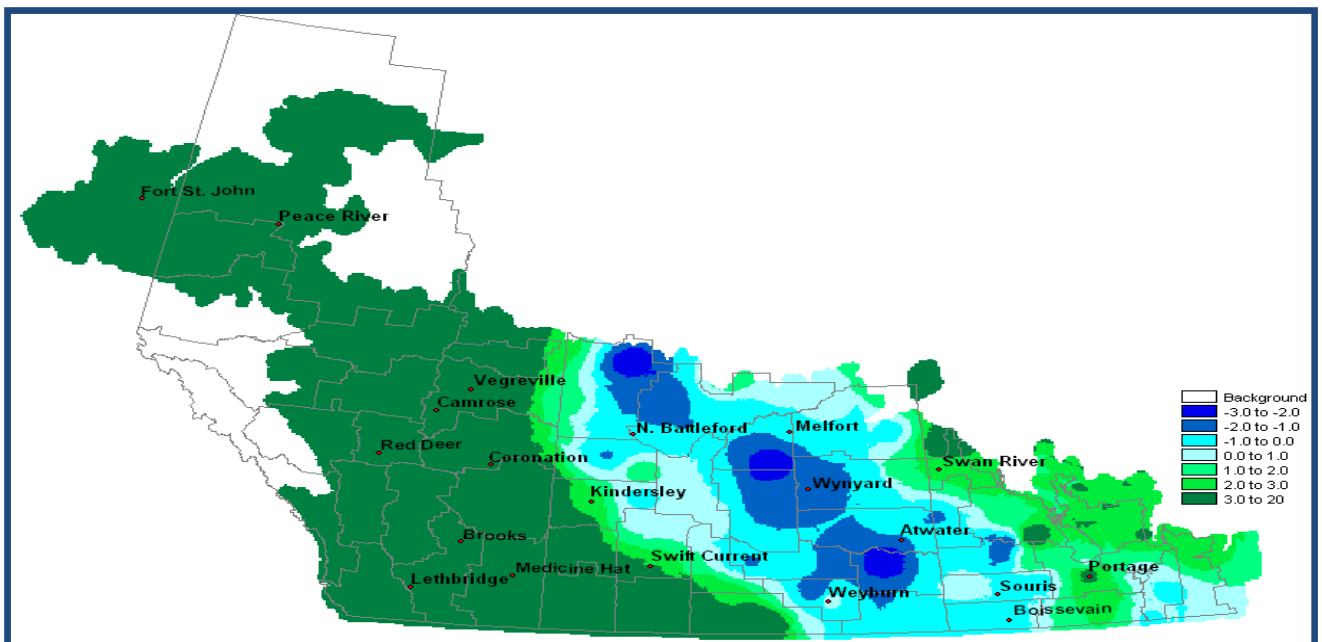 Fort St. John
Peace River
Vegreville
Camrose
N. Battleford
Melfort
Red Deer
Coronation
Swan River
Kindersley
Wynyard
Brooks
Atwater
Swift Current
Medicine Hat
Lethbridge
Portage
Weyburn
Souris
Boissevain
Background
-3.0 to -2.0
-2.0 to -1.0
-1.0 to 0.0
0.0 to 1.0
1.0 to 2.0
2.0 to 3.0
3.0 to 20